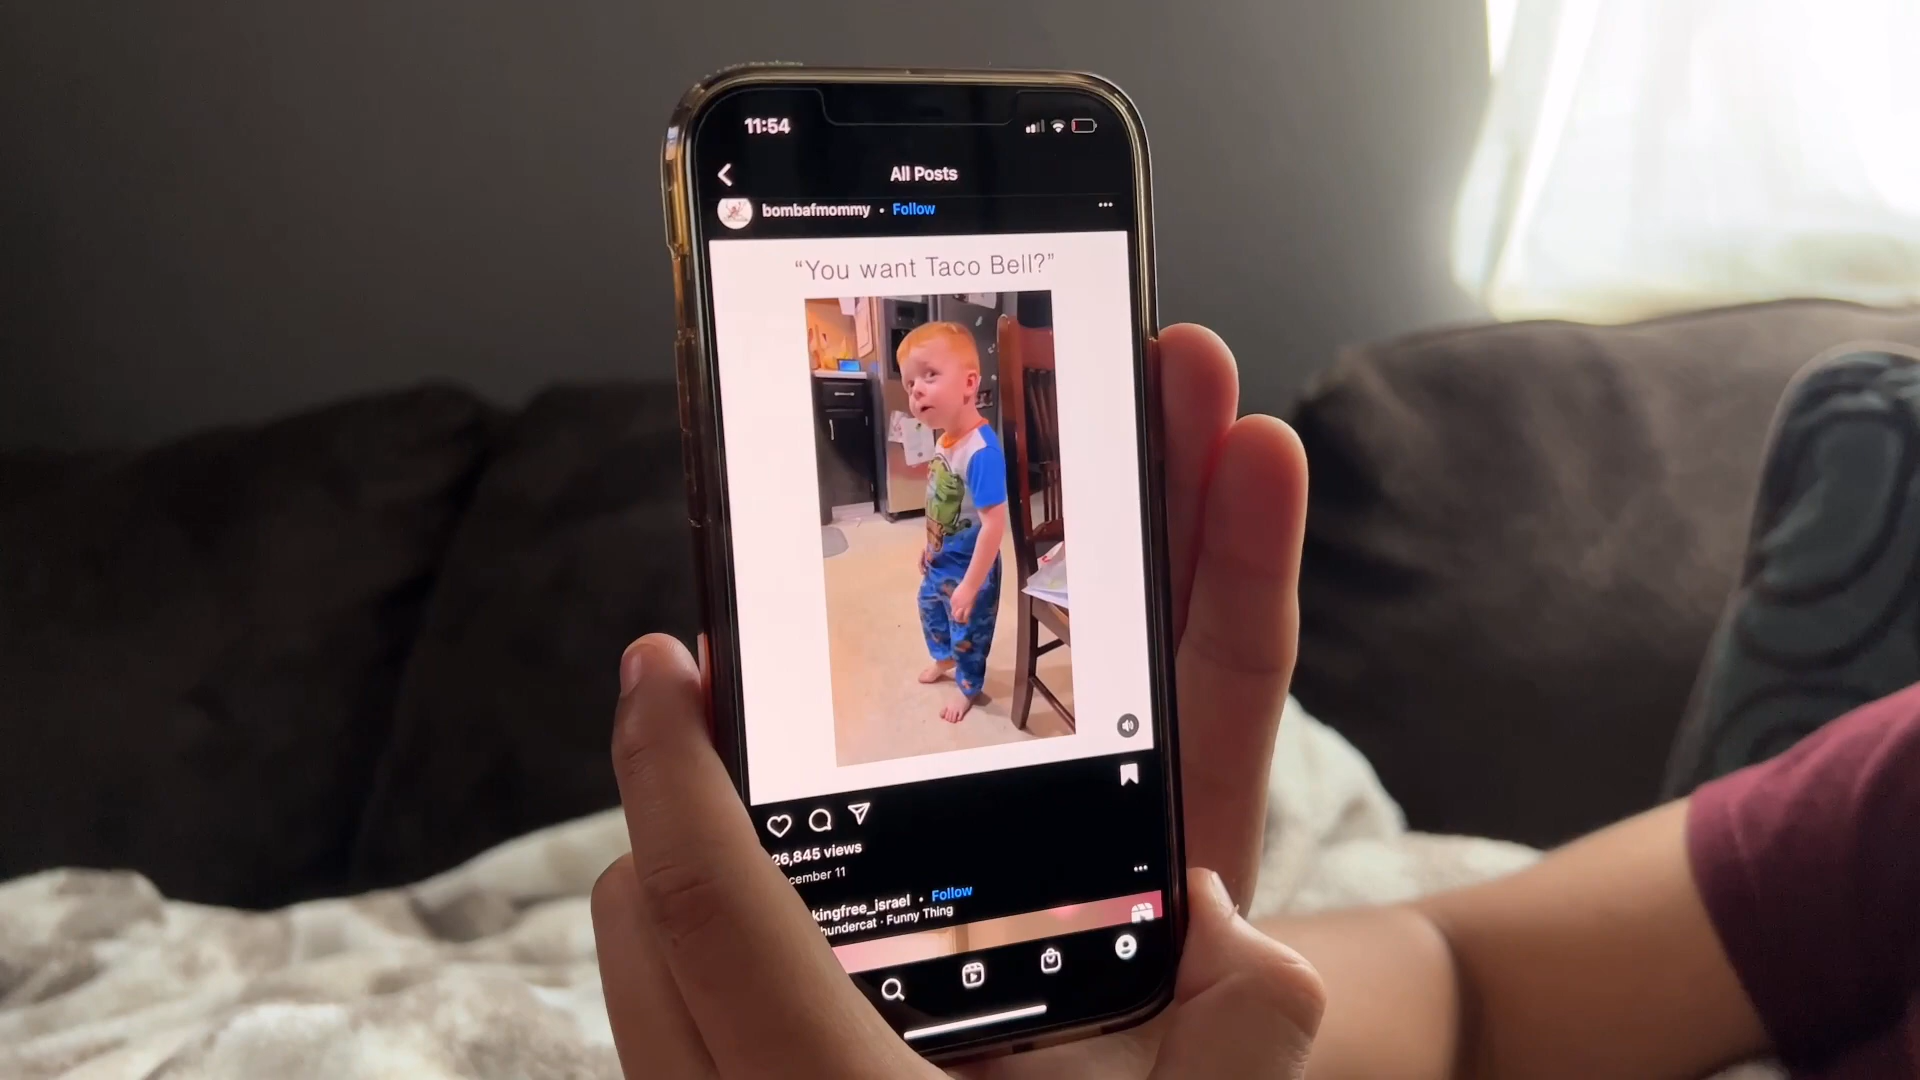 11:54
All Posts
bombafmommy • Follow
“You want Taco Bell?”
26,845 views
cember 11
kingfree_israel • Follow
hundercat · Funny Thing